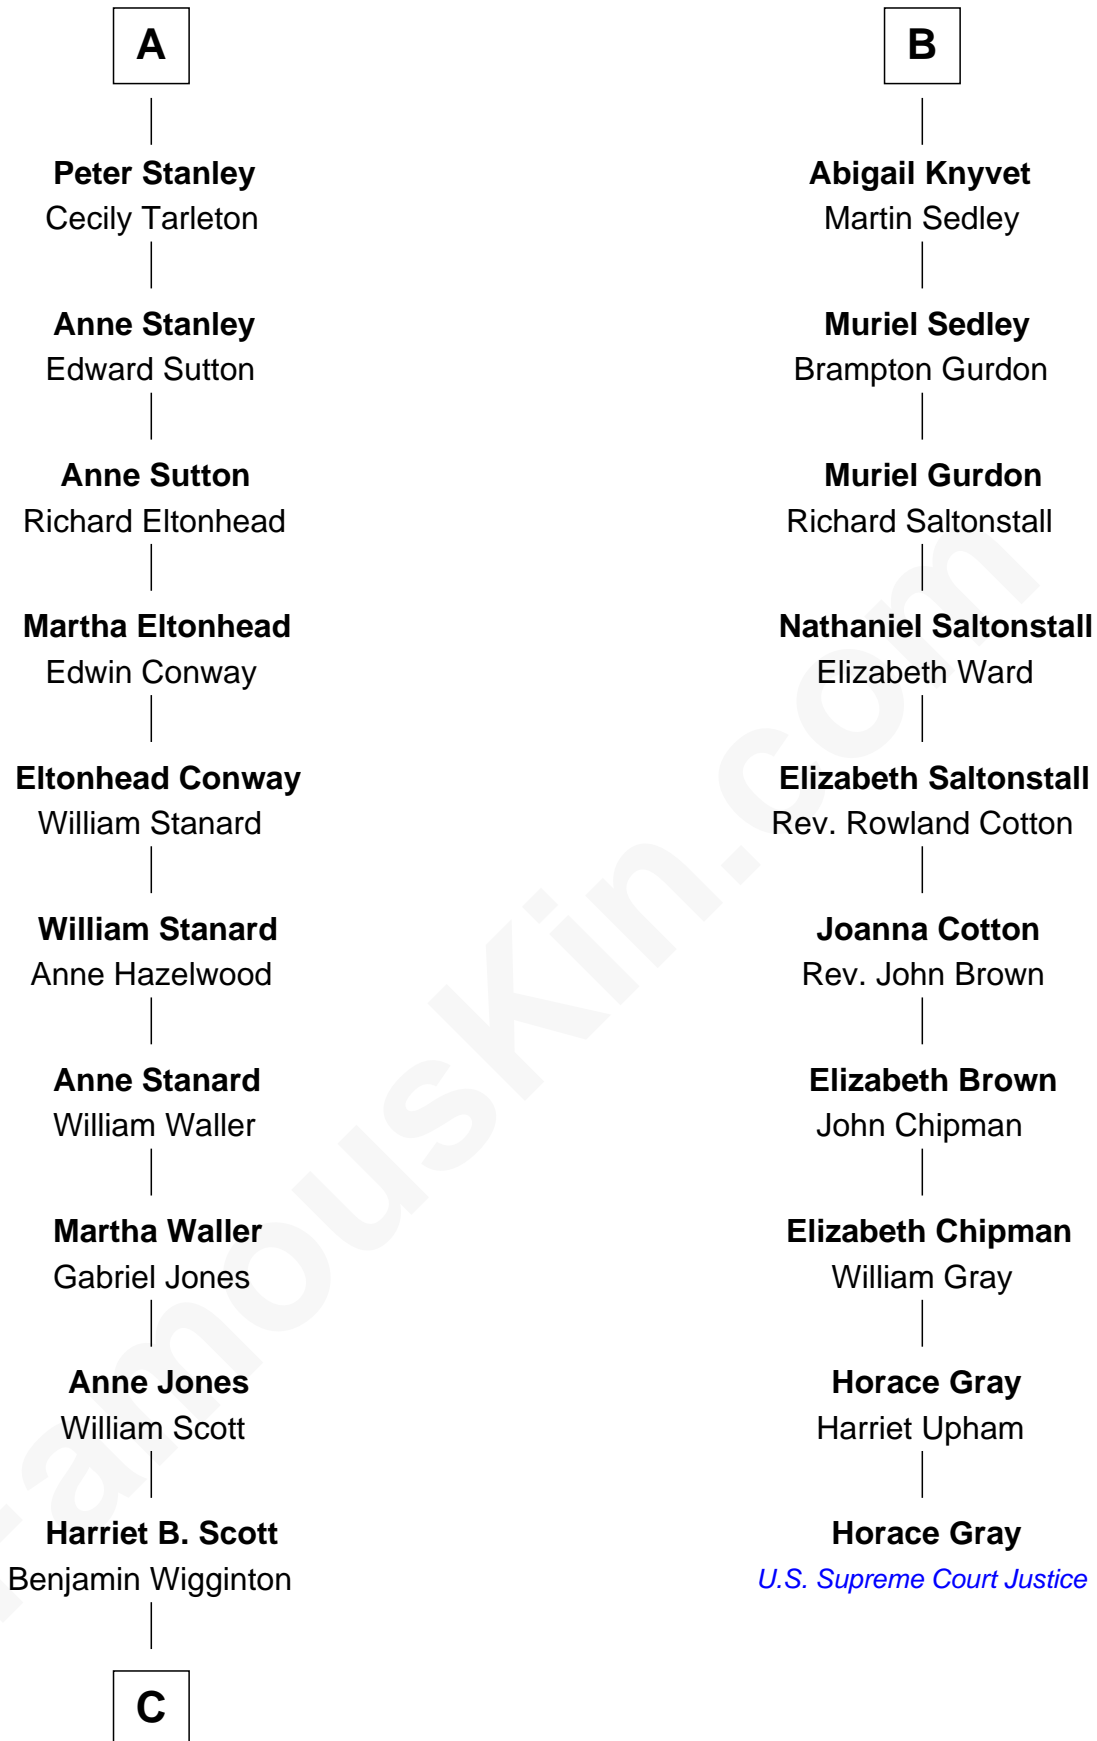 A
Peter Stanley
Cecily Tarleton
Anne Stanley
Edward Sutton
Anne Sutton
Richard Eltonhead
Martha Eltonhead
Edwin Conway
Eltonhead Conway
William Stanard
William Stanard
Anne Hazelwood
Anne Stanard
William Waller
Martha Waller
Gabriel Jones
Anne Jones
William Scott
Harriet B. Scott
Benjamin Wigginton
C
B
Abigail Knyvet
Martin Sedley
Muriel Sedley
Brampton Gurdon
Muriel Gurdon
Richard Saltonstall
Nathaniel Saltonstall
Elizabeth Ward
Elizabeth Saltonstall
Rev. Rowland Cotton
Joanna Cotton
Rev. John Brown
Elizabeth Brown
John Chipman
Elizabeth Chipman
William Gray
Horace Gray
Harriet Upham
Horace Gray
U.S. Supreme Court Justice
FamousKin.com